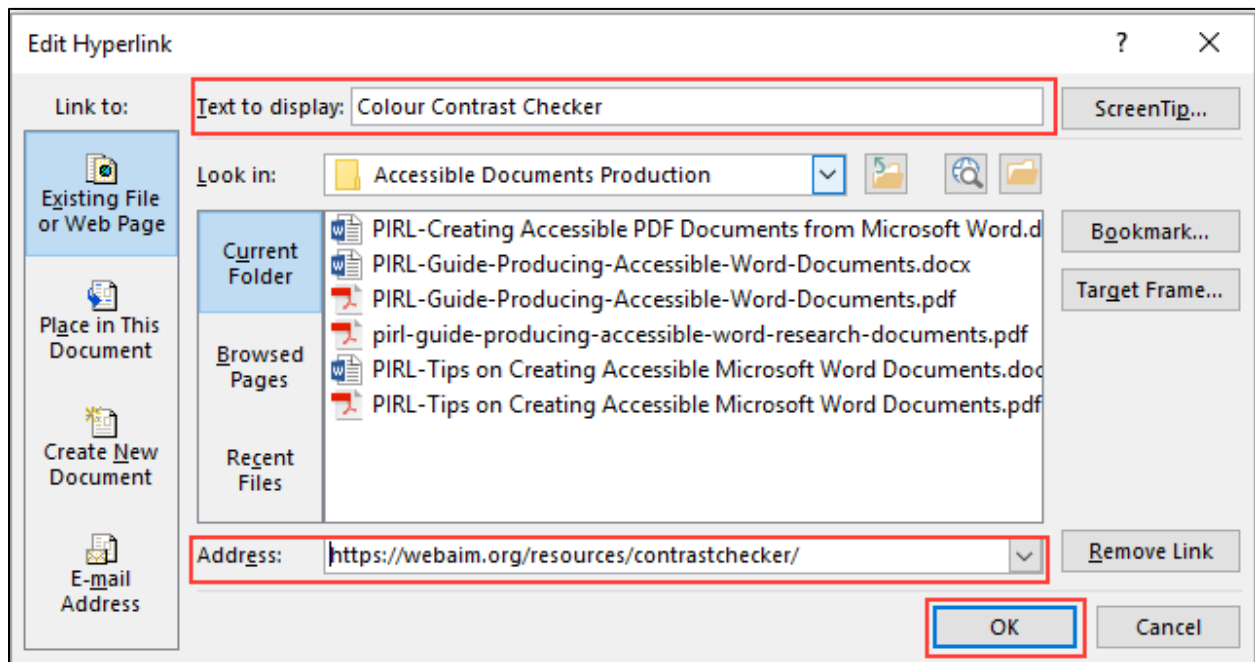 Edit Hyperlink
?
Link to:
Text to display: Colour Contrast Checker
ScreenTip...
Existing File
or Web Page
Look in: Accessible Documents Production
Current
Folder
PIRL-Creating Accessible PDF Documents from Microsoft Word.d
PIRL-Guide-Producing-Accessible-Word-Documents.docx
PIRL-Guide-Producing-Accessible-Word-Documents.pdf
pirl-guide-producing-accessible-word-research-documents.pdf
PIRL-Tips on Creating Accessible Microsoft Word Documents.doc
PIRL-Tips on Creating Accessible Microsoft Word Documents.pdf
Bookmark...
Target Frame...
Place in This
Document
Browsed
Pages
Create New
Document
Recent
Files
E-mail
Address
Address: https://webaim.org/resources/contrastchecker/
Remove Link
OK
Cancel